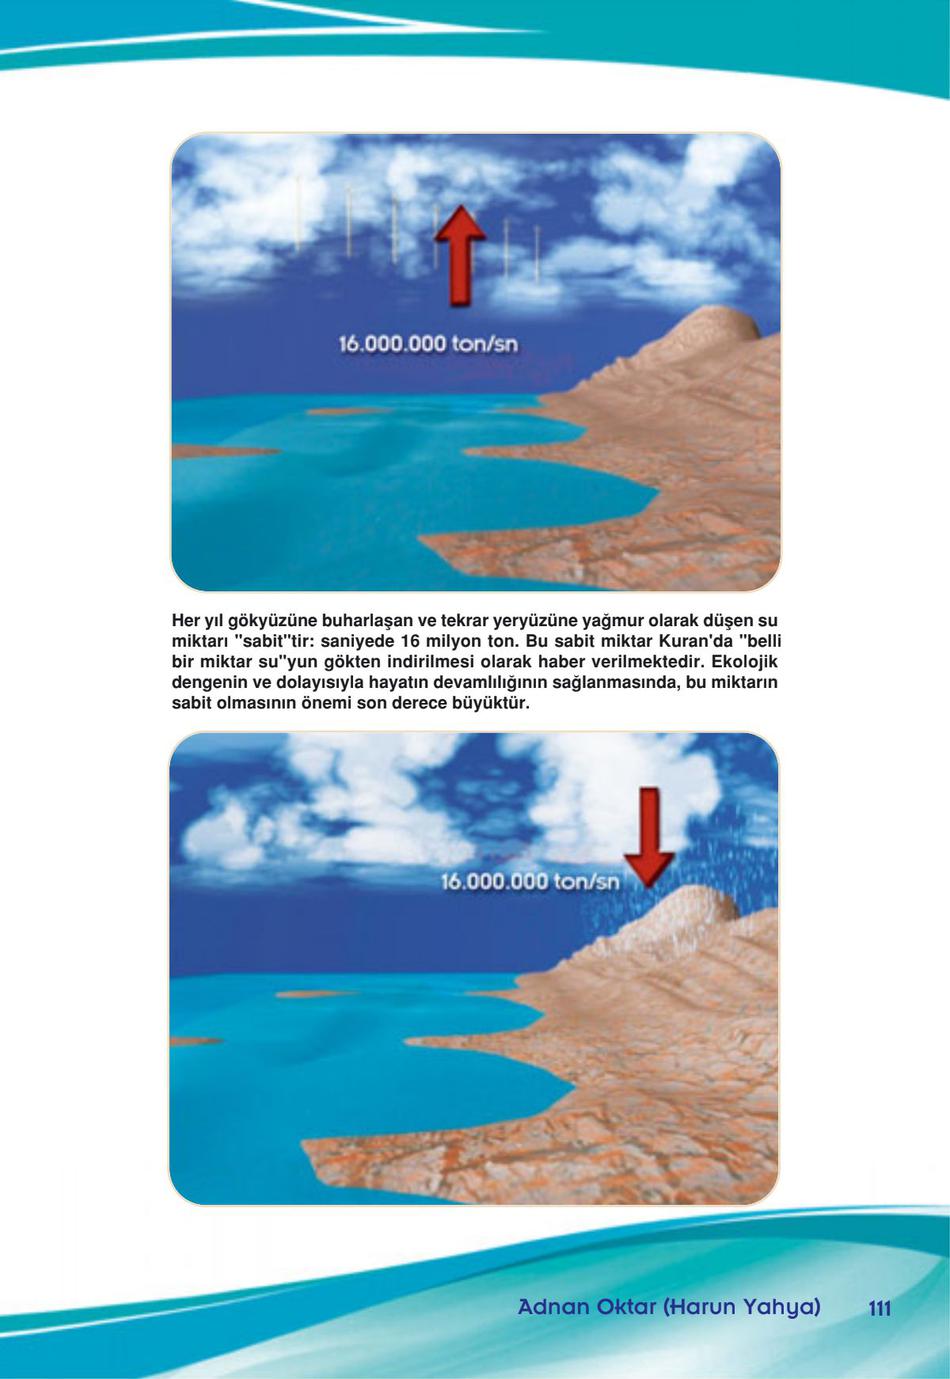 16.000.000 ton/sn
Her yıl gökyüzüne buharlaşan ve tekrar yeryüzüne yağmur olarak düşen su
miktarı "sabit"tir: saniyede 16 milyon ton. Bu sabit miktar Kuran'da "belli
bir miktar su"yun gökten indirilmesi olarak haber verilmektedir. Ekolojik
dengenin ve dolayısıyla hayatın devamlılığının sağlanmasında, bu miktarın
sabit olmasının önemi son derece büyüktür.
16.000.000 ton/sn
Adnan Oktar (Harun Yahya) 111